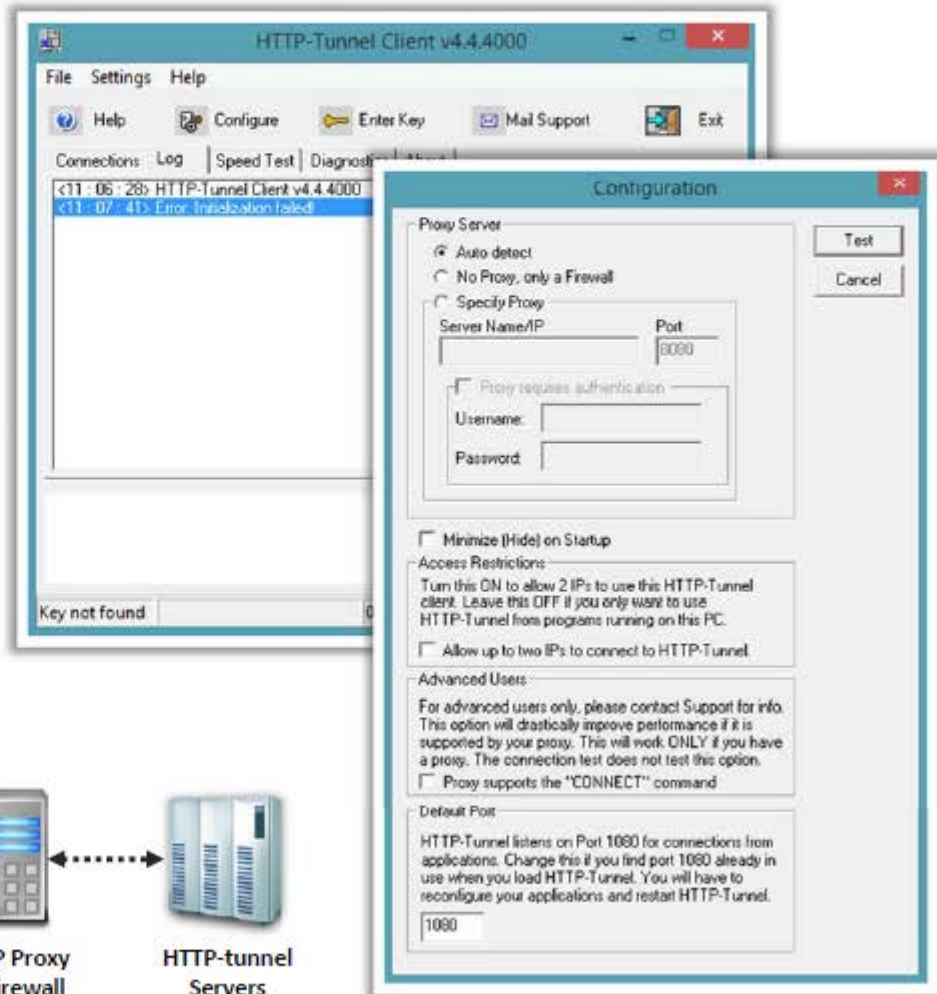 HTTP-Tunnel Client v4.4.4000
File Settings Help
Help Configure Enter Key Mail Support Exit
Connections Log Speed Test Diagnostics About
<11 : 06 : 28> HTTP-Tunnel Client v4.4.4000
<11 : 07 : 41> Error: Initialization failed!
Key not found
0
Configuration
Proxy Server
Auto detect
No Proxy, only a Firewall
Specify Proxy
Server Name/IP Port
8080
Proxy requires authentication
Username:
Password:
Test
Cancel
Minimize (Hide) on Startup
Access Restrictions
Turn this ON to allow 2 IPs to use this HTTP-Tunnel
client. Leave this OFF if you only want to use
HTTP-Tunnel from programs running on this PC.
Allow up to two IPs to connect to HTTP-Tunnel
Advanced Users
For advanced users only, please contact Support for info.
This option will drastically improve performance if it is
supported by your proxy. This will work ONLY if you have
a proxy. The connection test does not test this option.
Proxy supports the "CONNECT" command
Default Port
HTTP-Tunnel listens on Port 1080 for connections from
applications. Change this if you find port 1080 already in
use when you load HTTP-Tunnel. You will have to
reconfigure your applications and restart HTTP-Tunnel.
1080
P Proxy
irewall
HTTP-tunnel
Servers